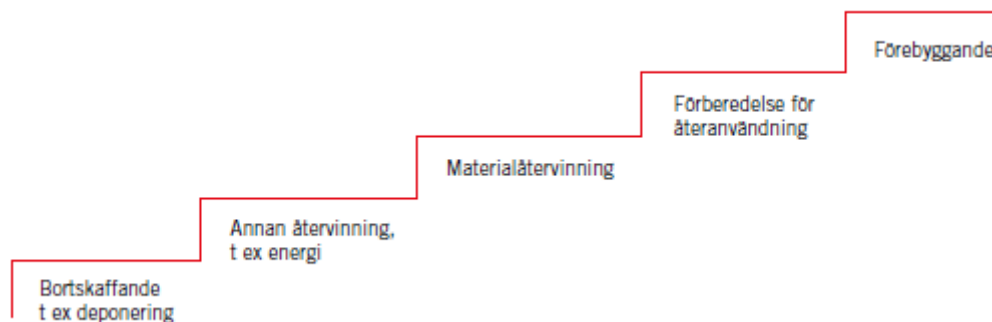 Förebyggande
Förberedelse för
återanvändning
Materialåtervinning
Annan återvinning,
t ex energi
Bortskaffande
t ex deponering